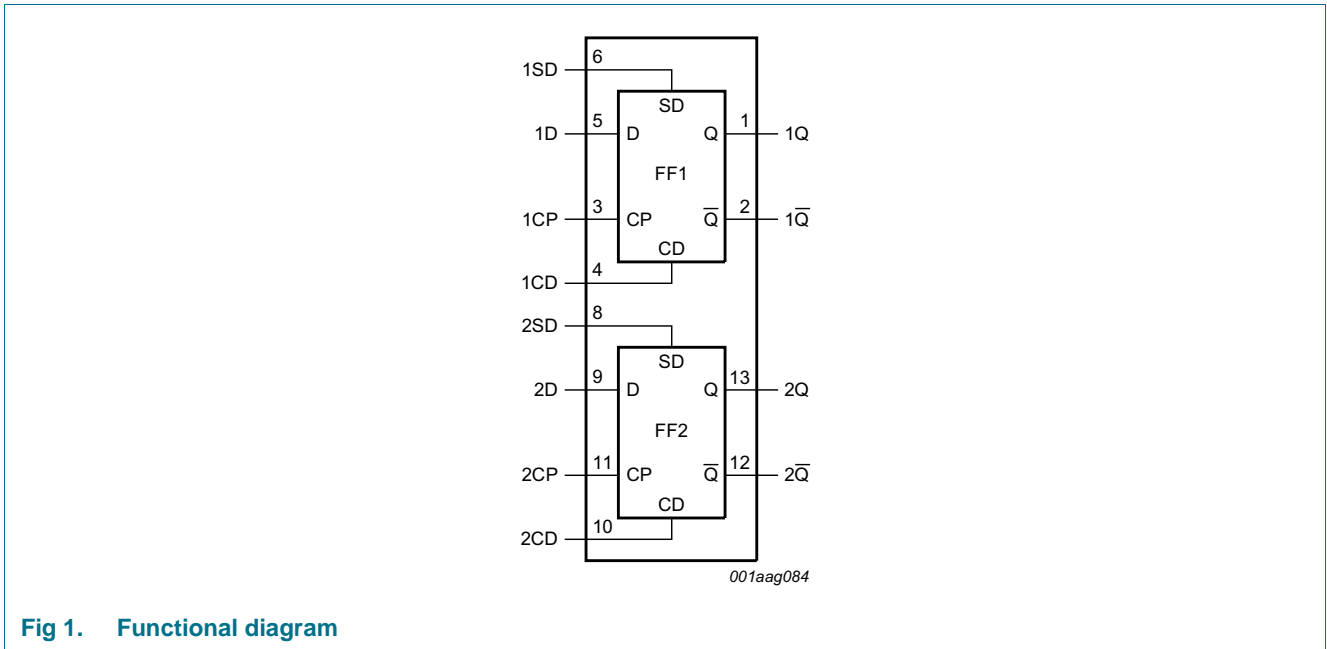 6
1SD
SD
5
1
1D
D
Q
1Q
FF1
3
2
1CP
CP
Q̅
1Q̅
CD
4
1CD
8
2SD
SD
9
13
2D
D
Q
2Q
FF2
11
12
2CP
CP
Q̅
2Q̅
CD
10
2CD
001aag084
Fig 1. Functional diagram